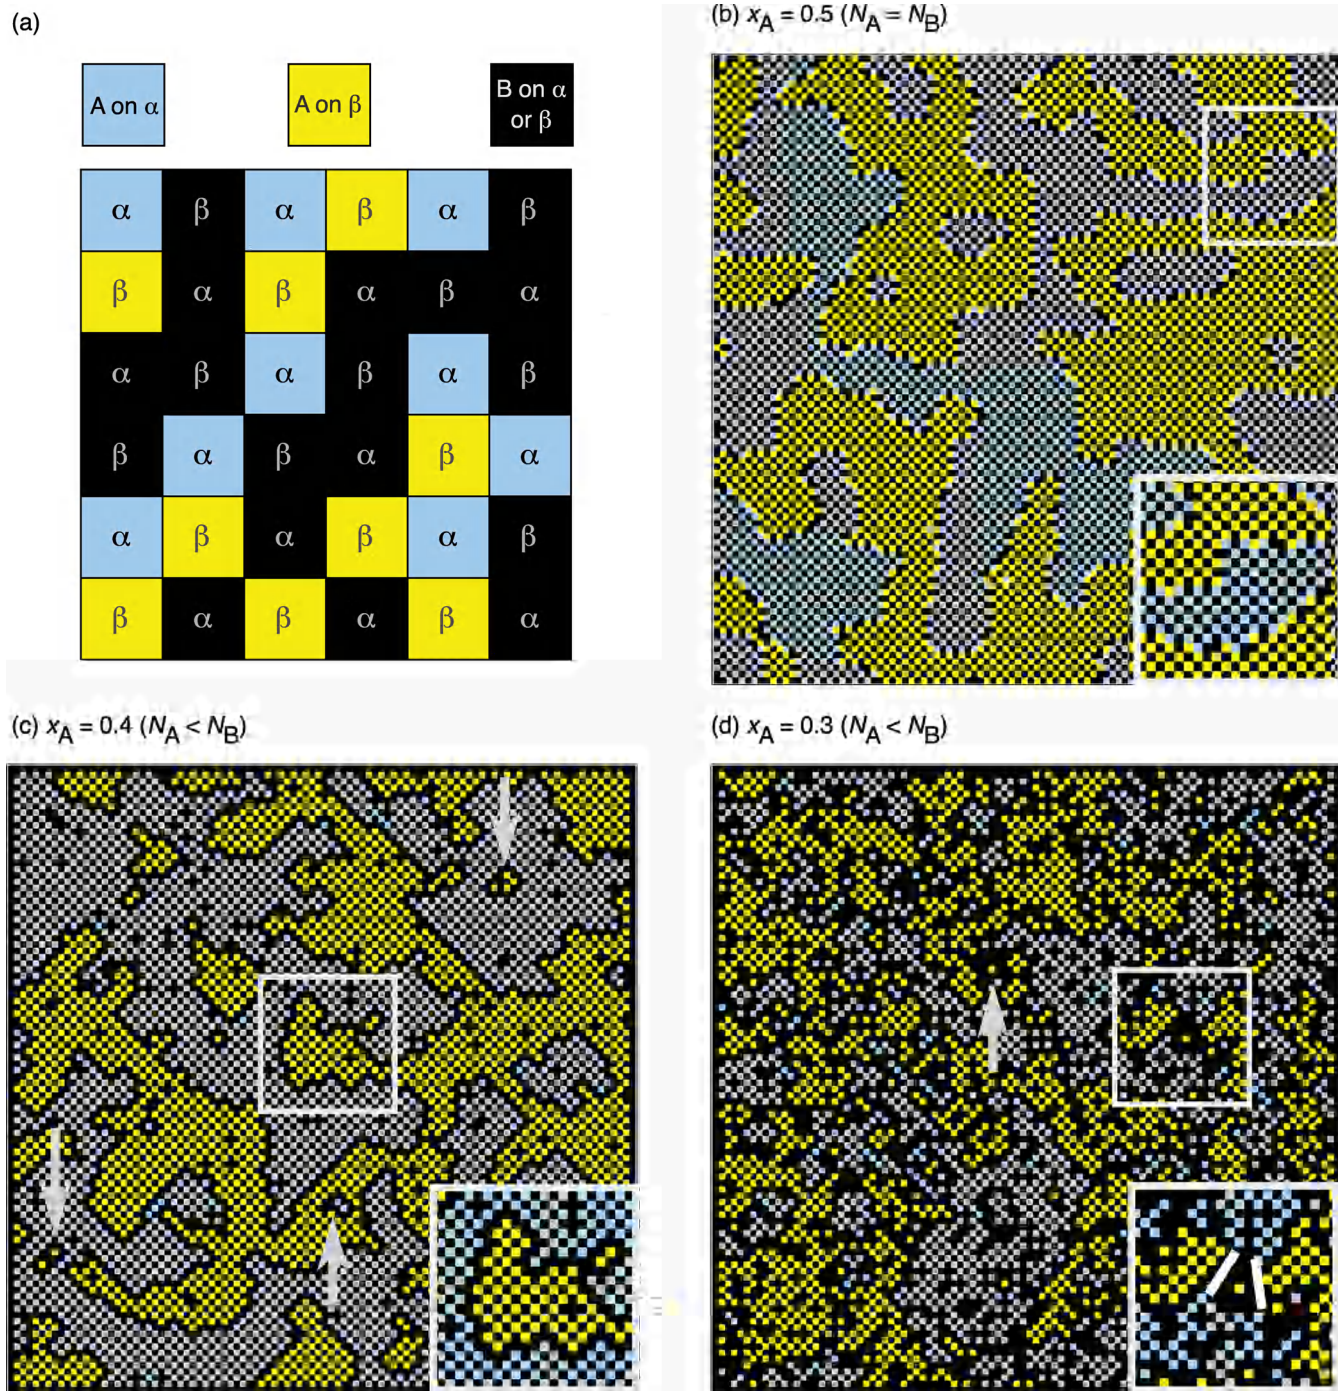 (a)
A on α
A on β
B on α
or β
α β α β α β
β α β α β α
α β α β α β
β α β α β α
α β α β α β
β α β α β α
(b) xA = 0.5 (NA = NB)
(c) xA = 0.4 (NA < NB)
(d) xA = 0.3 (NA < NB)